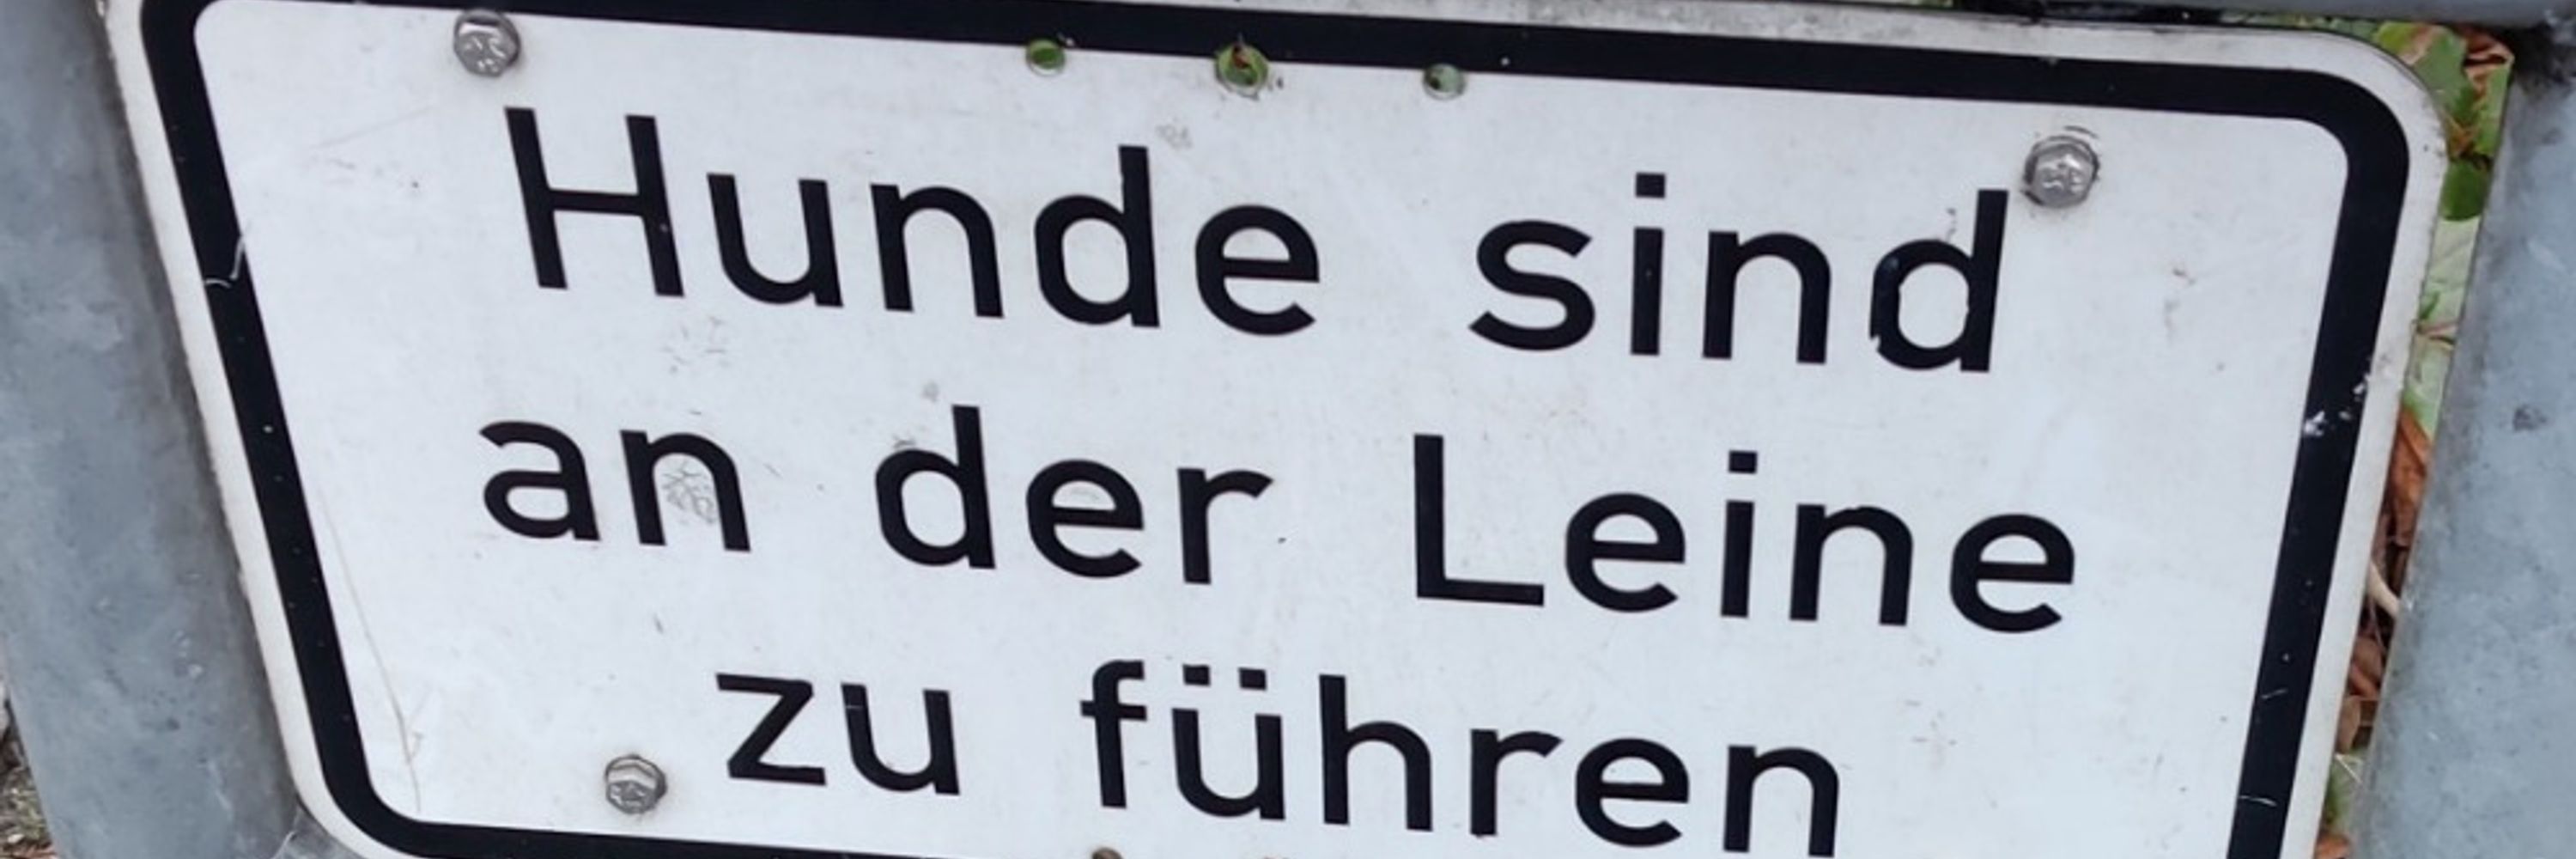 Hunde sind
an der Leine
zu führen